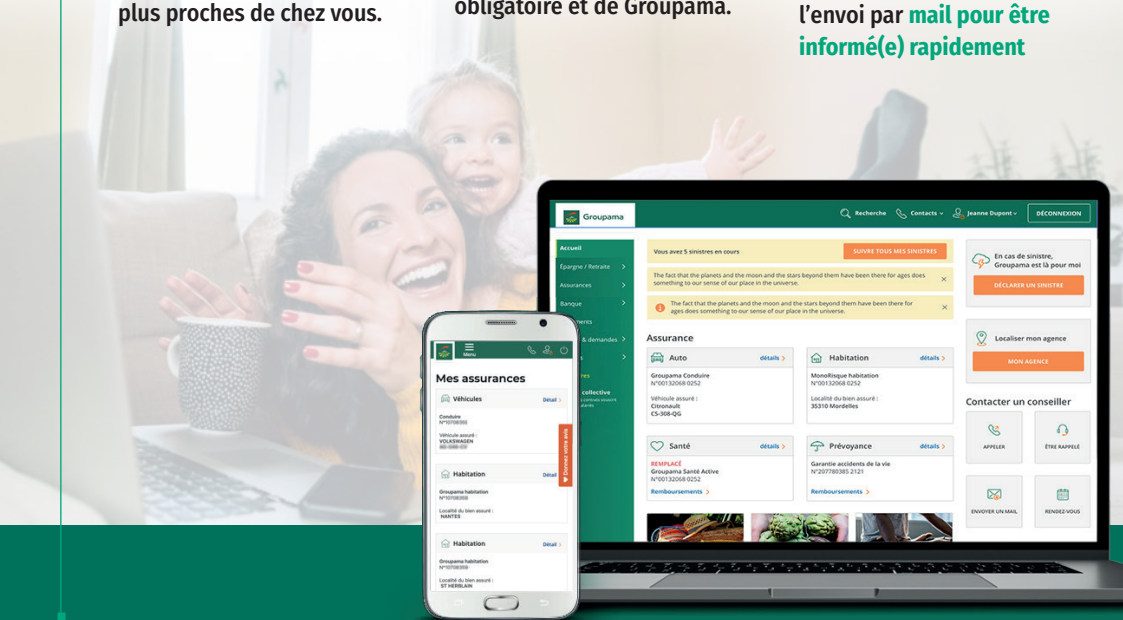 plus proches de chez vous.
obligatoire et de Groupama.
l'envoi par mail pour être
informé(e) rapidement
Groupama
Recherche
Contacts
Jeanne Dupont
DÉCONNEXION
Accueil
Epargne / Retraite
Assurances
Banque
ments
& demandes
s
res
collective
Vous avez 5 sinistres en cours
SUIVRE TOUS MES SINISTRES
The fact that the planets and the moon and the stars beyond them have been there for ages does
something to our sense of our place in the universe.
The fact that the planets and the moon and the stars beyond them have been there for
ages does something to our sense of our place in the universe.
Assurance
Auto
détails >
Groupama Conduire
N°00132068 0252
Véhicule assuré :
Citronault
C5-308-QG
Habitation
détails >
MonoRisque habitation
N°00132068 0252
Localité du bien assuré :
35310 Mordelles
Santé
détails >
REMPLACÉ
Groupama Santé Active
N°00132068 0252
Remboursements >
Prévoyance
détails >
Garantie accidents de la vie
N°207780385 2121
Remboursements >
En cas de
sinistre,
Groupama
est là pour moi
DÉCLARER UN SINISTRE
Localiser mon agence
MON AGENCE
Contacter un conseiller
APPELER
ÊTRE RAPPELÉ
ENVOYER UN MAIL
RENDEZ-VOUS
Menu
Mes assurances
Véhicules
Détail >
Conduire
Véhicule assuré :
VOLKSWAGEN
Donnez votre avis
Habitation
Détail
Groupama habitation
Localité du bien assuré :
NANTES
Habitation
Détail >
Groupama habitation
Localité du bien assuré :
ST HERBLAIN